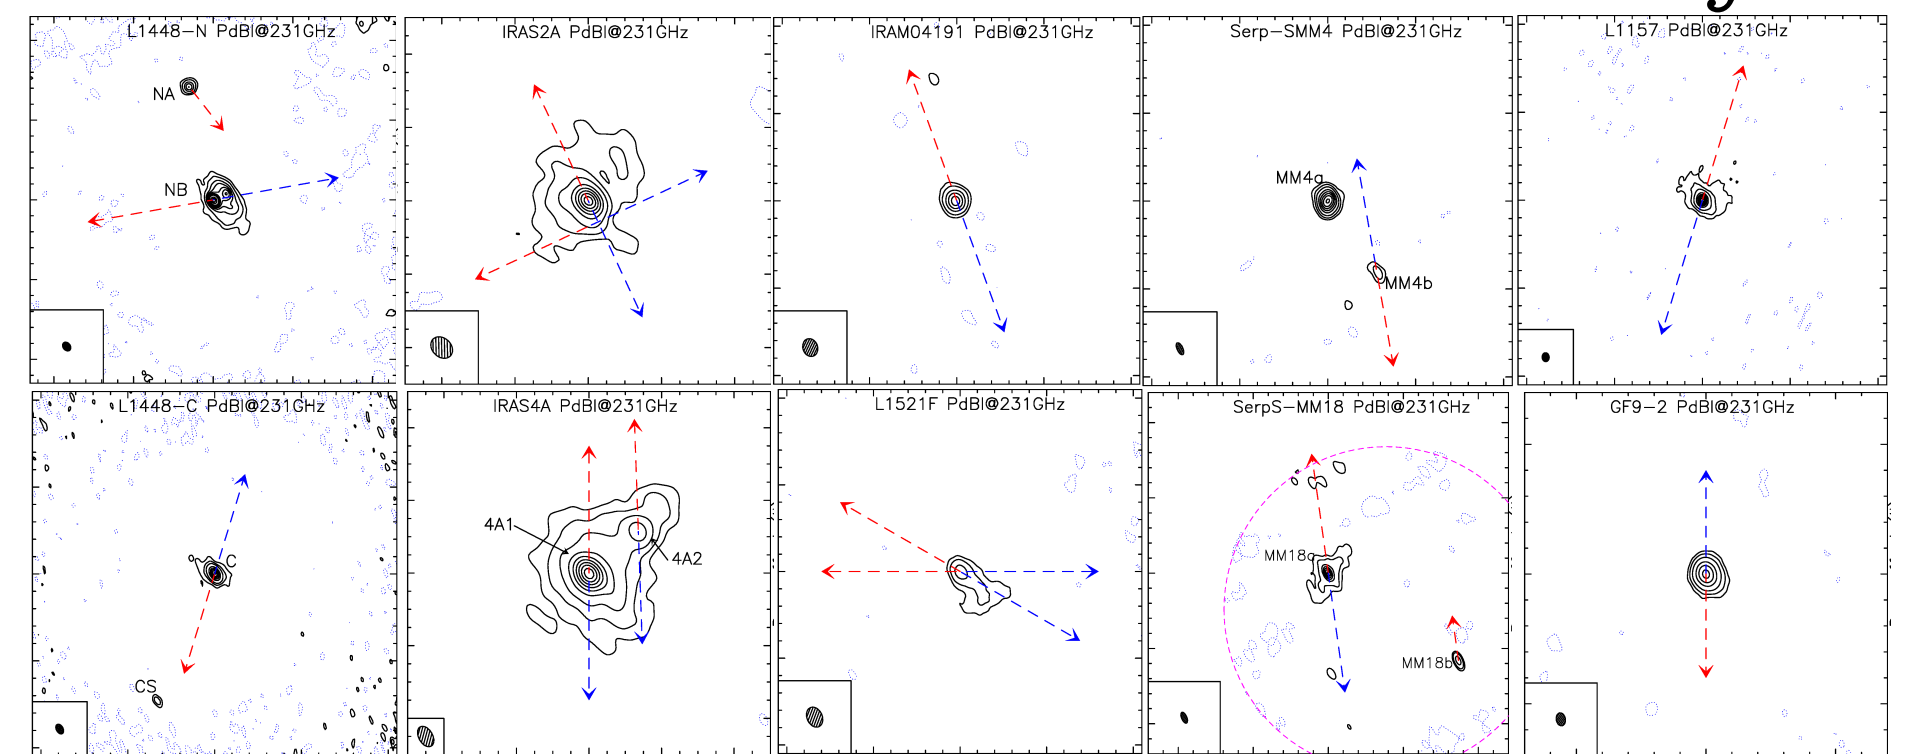 L1448-N PdBI@231GHz
NA
NB
IRAS2A PdBI@231GHz
IRAM04191 PdBI@231GHz
Serp-SMM4 PdBI@231GHz
MM4a
MM4b
L1157 PdBI@231GHz
L1448-C PdBI@231GHz
C
CS
IRAS4A PdBI@231GHz
4A1
4A2
L1521F PdBI@231GHz
SerpS-MM18 PdBI@231GHz
MM18a
MM18b
GF9-2 PdBI@231GHz